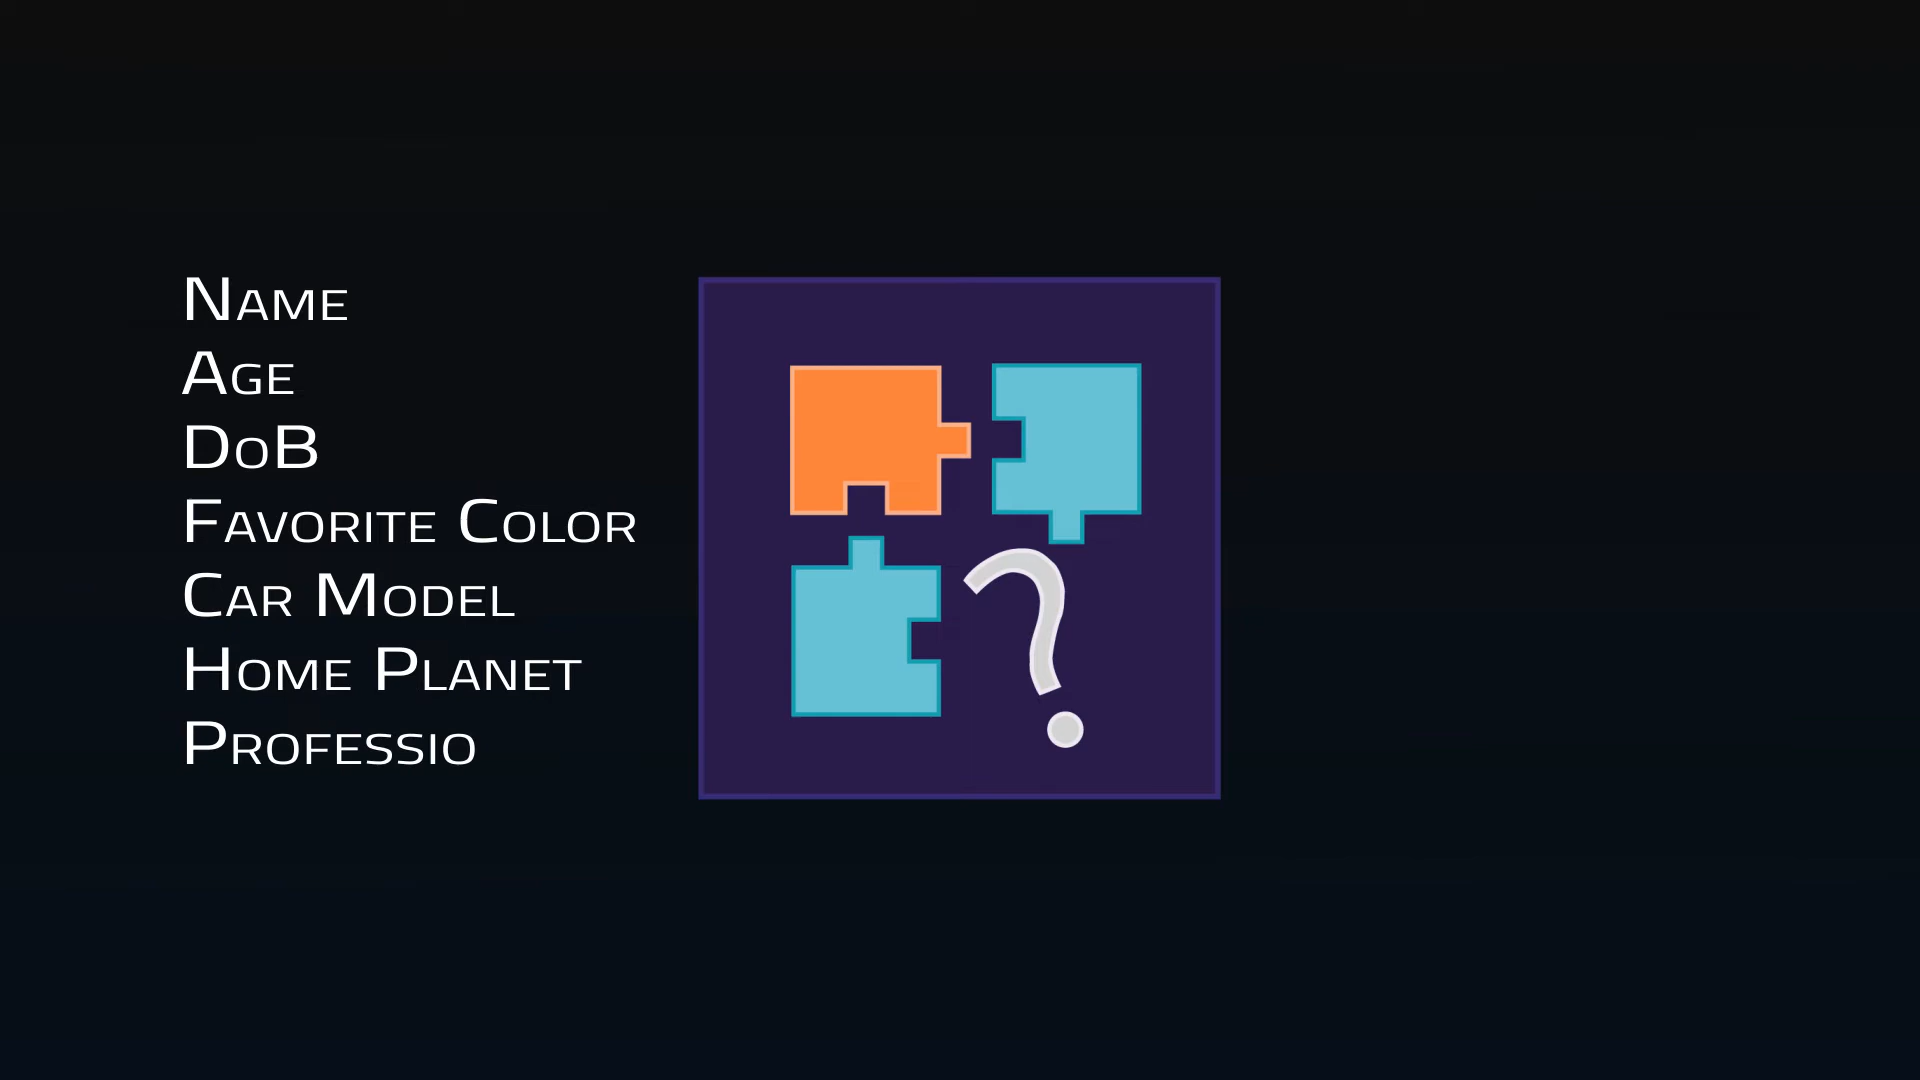 Name
Age
DoB
Favorite Color
Car Model
Home Planet
Professio
?